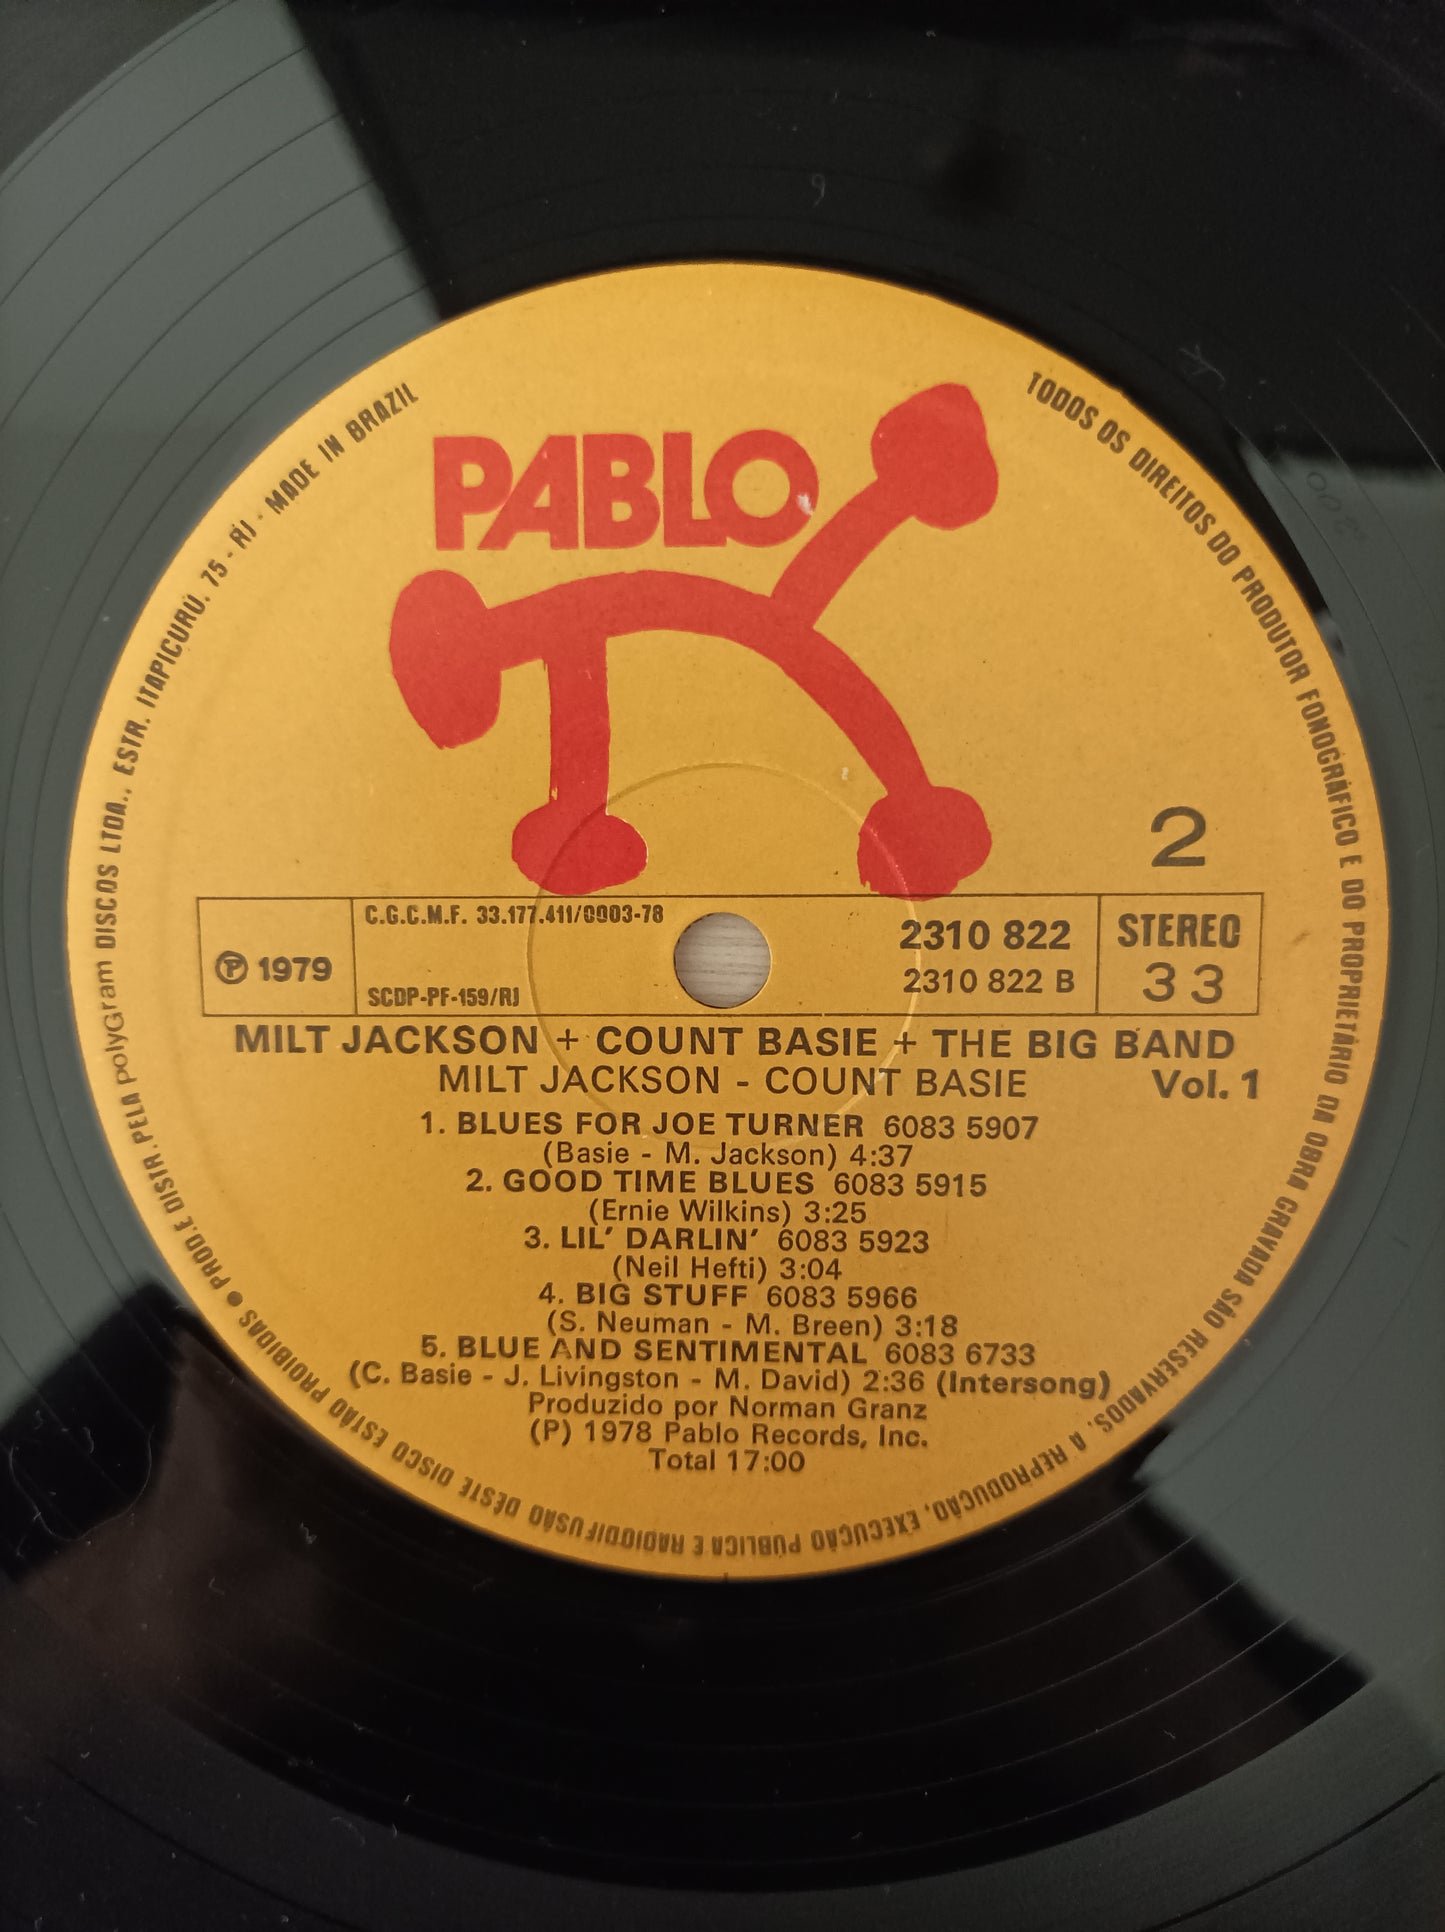 PABLO
2
C.G.C.M.F. 33.177.411/0003-78
Ⓟ 1979
SCDP-PF-159/RJ
2310 822
2310 822 B
STEREO
33
MILT JACKSON + COUNT BASIE + THE BIG BAND
MILT JACKSON - COUNT BASIE Vol. 1
1. BLUES FOR JOE TURNER 6083 5907
(Basie - M. Jackson) 4:37
2. GOOD TIME BLUES 6083 5915
(Ernie Wilkins) 3:25
3. LIL' DARLIN' 6083 5923
(Neil Hefti) 3:04
4. BIG STUFF 6083 5966
(S. Neuman - M. Breen) 3:18
5. BLUE AND SENTIMENTAL 6083 6733
(C. Basie - J. Livingston - M. David) 2:36 (Intersong)
Produzido por Norman Granz
(P) 1978 Pablo Records, Inc.
Total 17:00
TODOS OS DIREITOS DO PRODUTOR FONOGRÁFICO E DO PROPRIETÁRIO DA OBRA GRAVADA SÃO RESERVADOS. A REPRODUÇÃO, EXECUÇÃO PÚBLICA E RADIODIFUSÃO DESTE DISCO ESTÃO PROIBIDAS ● PROD. E DISTR. PELA PolyGram DISCOS LTDA., ESTR. ITAPICURÚ, 75 - RJ - MADE IN BRAZIL